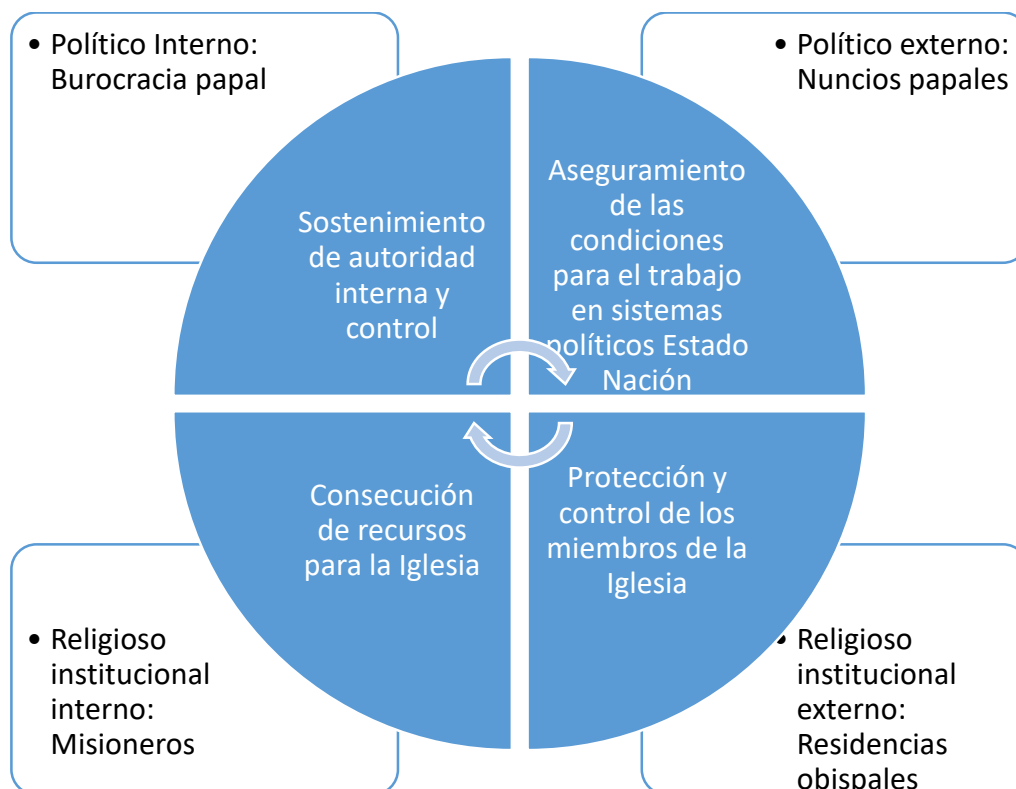 • Político Interno:
Burocracia papal
• Político externo:
Nuncios papales
Sostenimiento
de autoridad
interna y
control
Aseguramiento
de las
condiciones
para el trabajo
en sistemas
políticos Estado
Nación
Consecución
de recursos
para la Iglesia
Protección y
control de los
miembros de la
Iglesia
• Religioso
institucional
interno:
Misioneros
• Religioso
institucional
externo:
Residencias
obispales